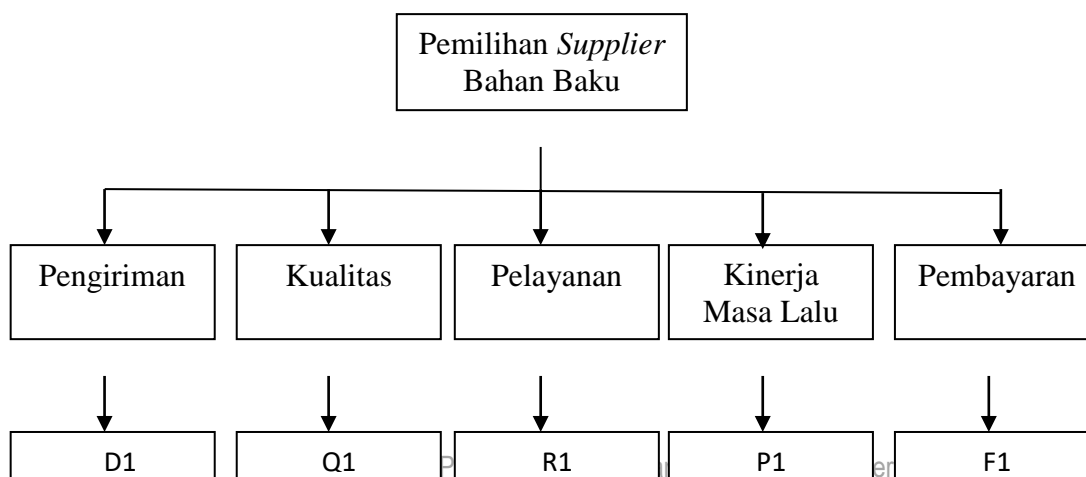 Pemilihan Supplier
Bahan Baku
Pengiriman
Kualitas
Pelayanan
Kinerja
Masa Lalu
Pembayaran
D1
Q1
R1
P1
F1